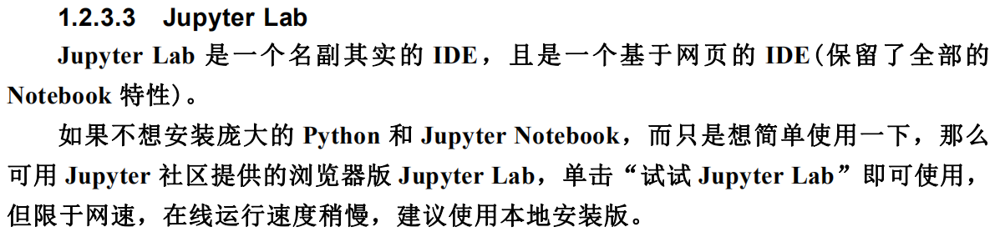 1.2.3.3 Jupyter Lab
Jupyter Lab 是一个名副其实的 IDE，且是一个基于网页的 IDE(保留了全部的
Notebook 特性)。
如果不想安装庞大的 Python 和 Jupyter Notebook，而只是想简单使用一下，那么
可用 Jupyter 社区提供的浏览器版 Jupyter Lab，单击“试试 Jupyter Lab”即可使用，
但限于网速，在线运行速度稍慢，建议使用本地安装版。